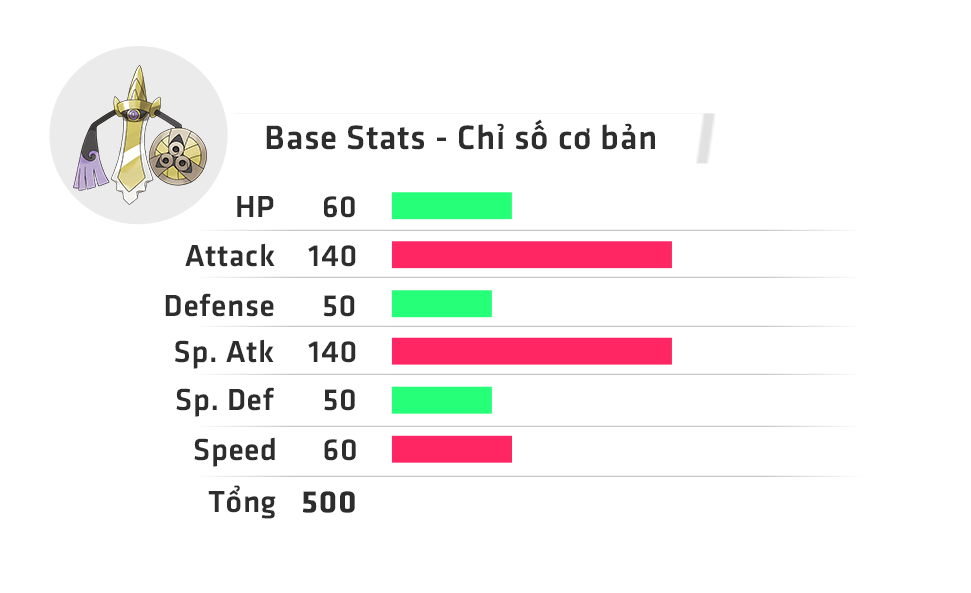 Base Stats - Chỉ số cơ bản
HP 60
Attack 140
Defense 50
Sp. Atk 140
Sp. Def 50
Speed 60
Tổng 500